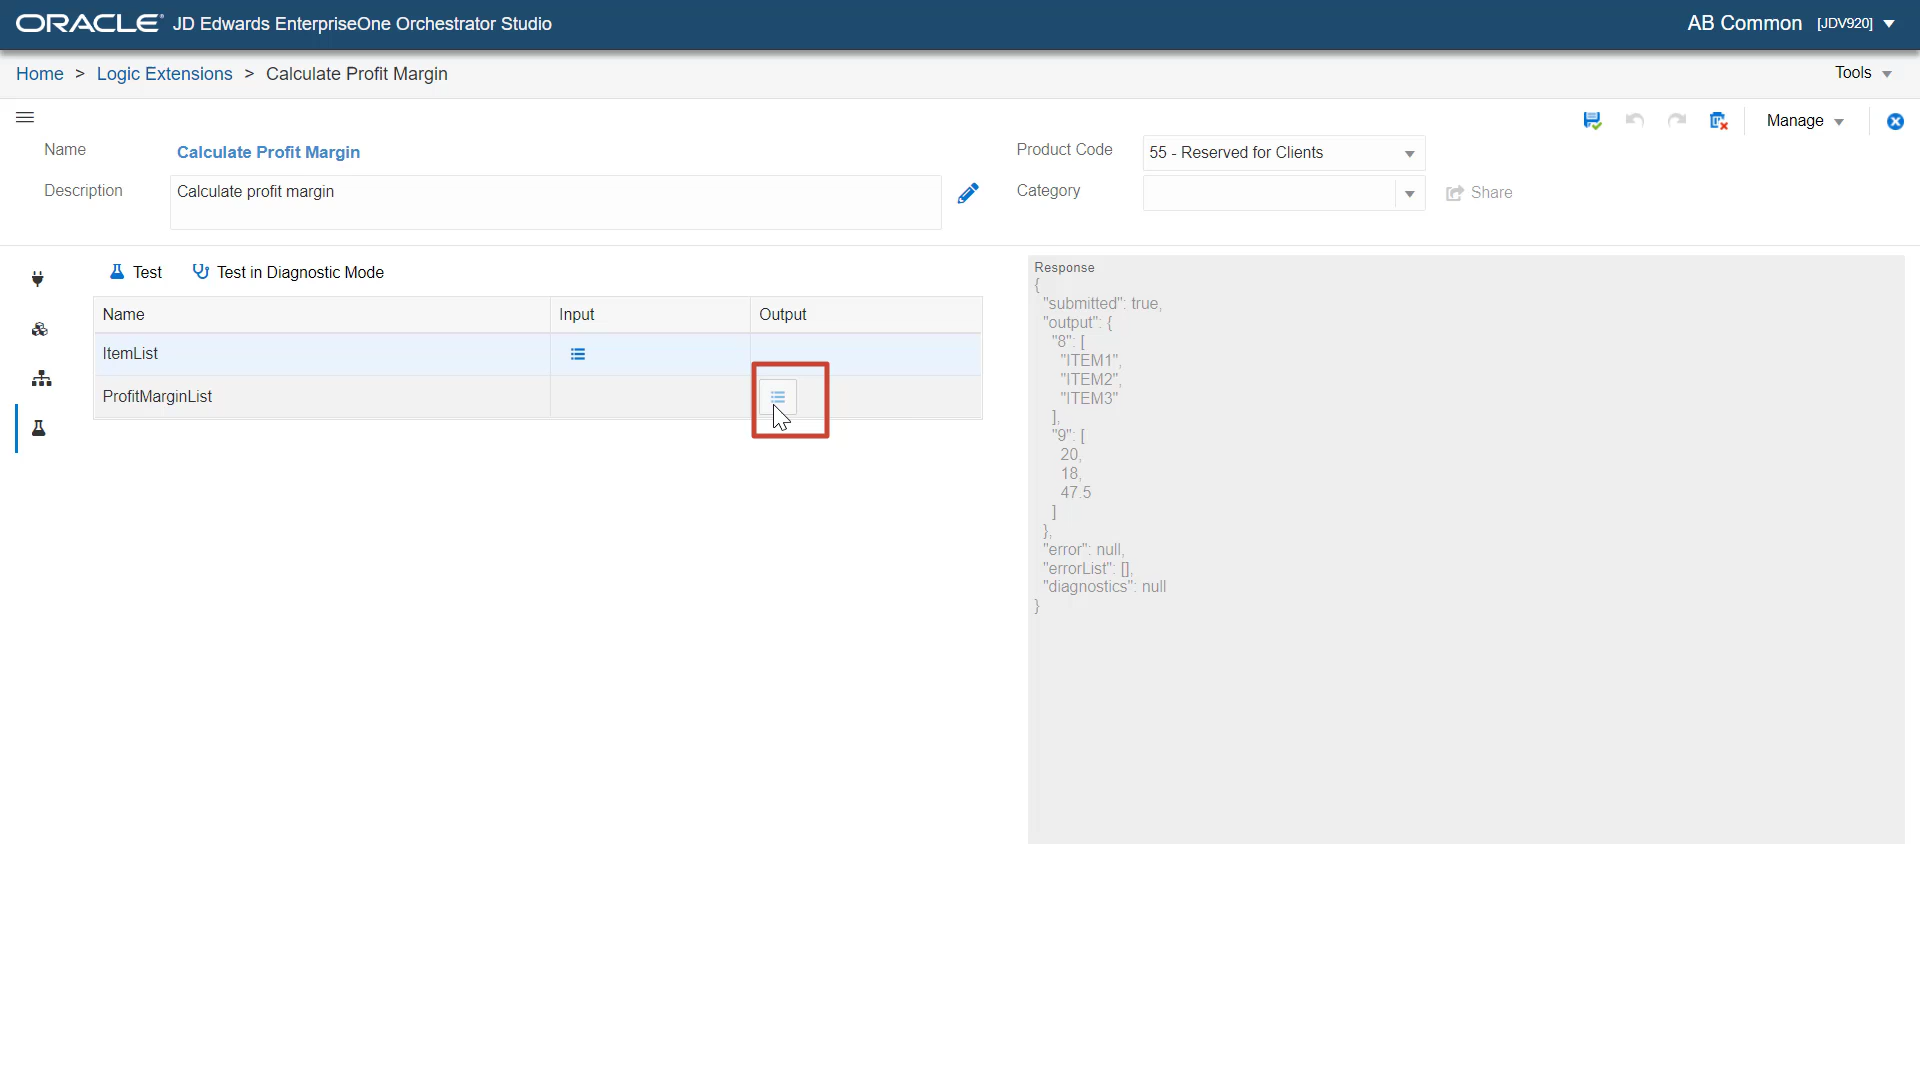 ORACLE JD Edwards EnterpriseOne Orchestrator Studio
AB Common [JDV920]
Home > Logic Extensions > Calculate Profit Margin
Tools
Manage
Name Calculate Profit Margin
Product Code 55 - Reserved for Clients
Description Calculate profit margin
Category
Share
Test Test in Diagnostic Mode
Name Input Output
ItemList
ProfitMarginList
Response
{
"submitted": true,
"output": {
"8": [
"ITEM1",
"ITEM2",
"ITEM3"
],
"9": [
20,
18,
47.5
]
},
"error": null,
"errorList": [],
"diagnostics": null
}